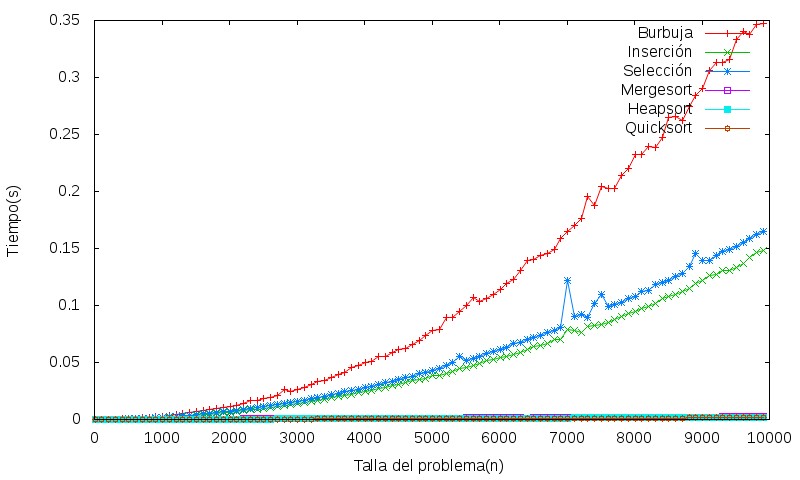 0.35
0.3
0.25
0.2
0.15
0.1
0.05
0
Tiempo(s)
Burbuja
Inserción
Selección
Mergesort
Heapsort
Quicksort
0 1000 2000 3000 4000 5000 6000 7000 8000 9000 10000
Talla del problema(n)